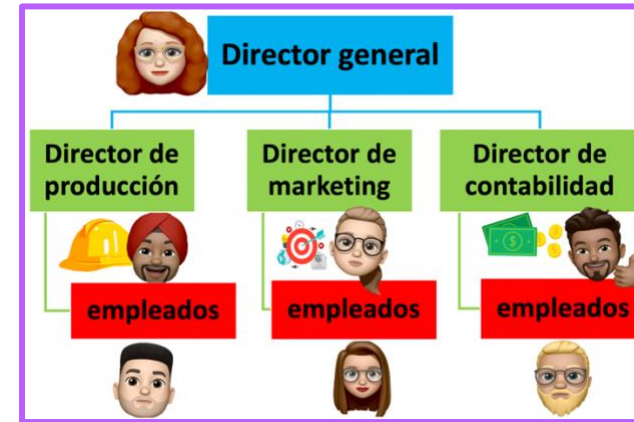 Director general
Director de
producción
Director de
marketing
Director de
contabilidad
empleados
empleados
empleados